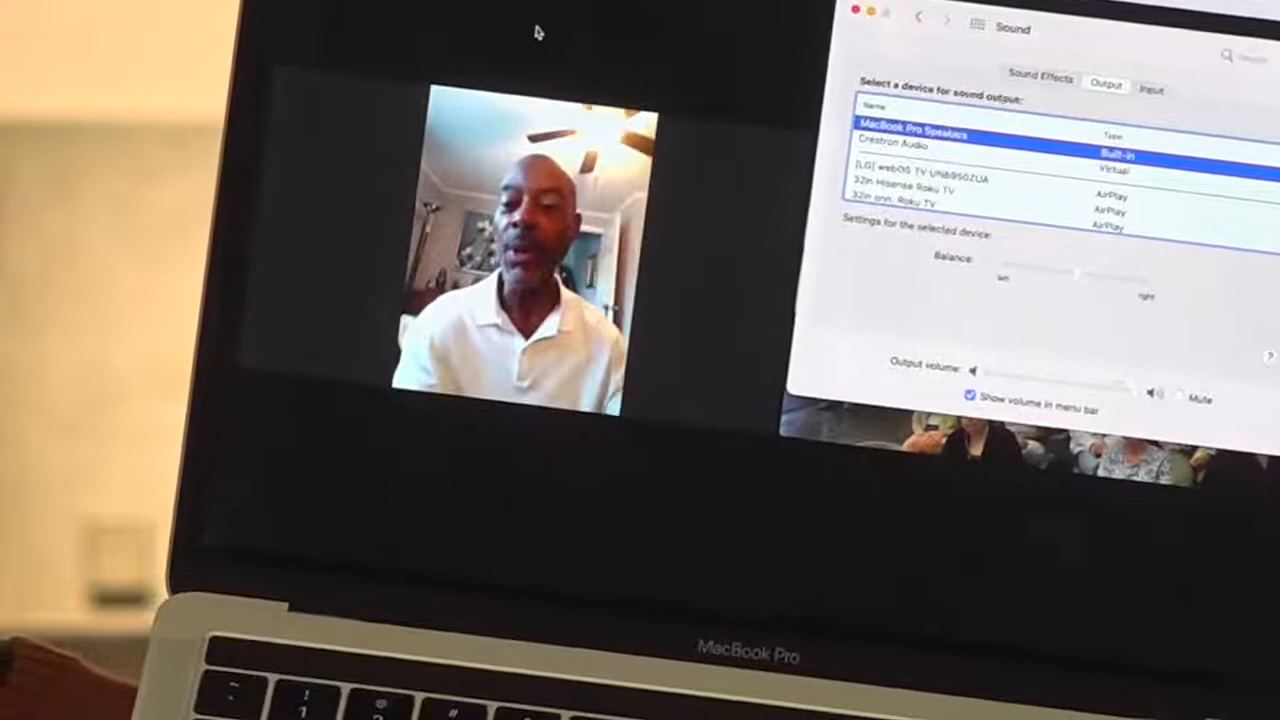 Sound
Sound Effects Output Input
Select a device for sound output:
Name Type
MacBook Pro Speakers Built-in
Crestron Audio Virtual
[LG] webOS TV UN6950ZUA AirPlay
32in Hisense Roku TV AirPlay
32in onn. Roku TV AirPlay
Settings for the selected device:
Balance:
left right
?
Output volume: Mute
Show volume in menu bar
MacBook Pro
~
! 1
@ 2
#